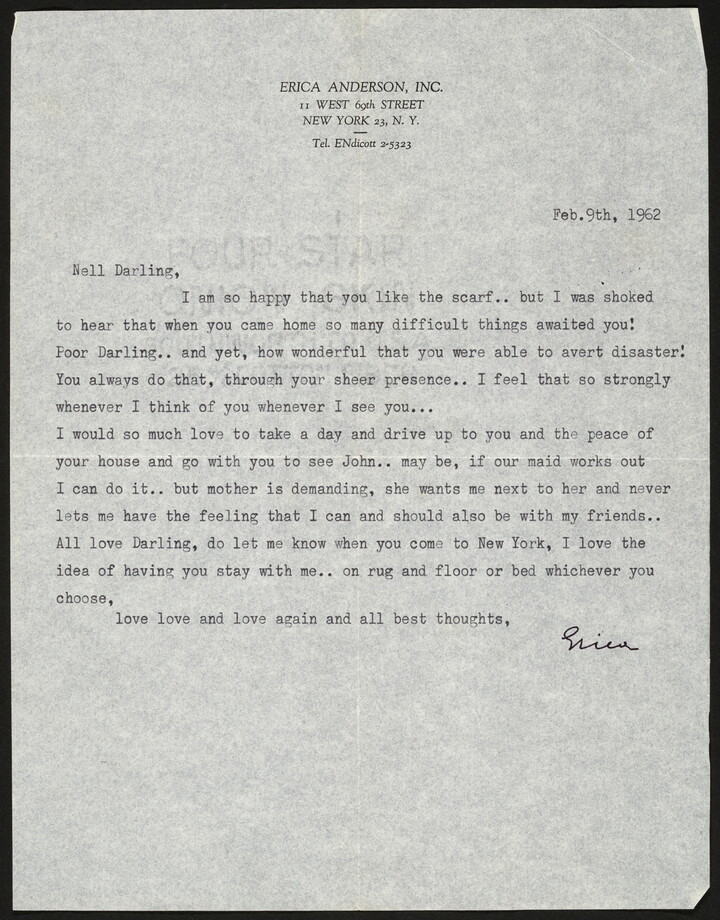 ERICA ANDERSON, INC.
11 WEST 69th STREET
NEW YORK 23, N. Y.
Tel. ENdicott 2-5323
Feb.9th, 1962
Nell Darling,
I am so happy that you like the scarf.. but I was shoked
to hear that when you came home so many difficult things awaited you!
Poor Darling.. and yet, how wonderful that you were able to avert disaster!
You always do that, through your sheer presence.. I feel that so strongly
whenever I think of you whenever I see you...
I would so much love to take a day and drive up to you and the peace of
your house and go with you to see John.. may be, if our maid works out
I can do it.. but mother is demanding, she wants me next to her and never
lets me have the feeling that I can and should also be with my friends..
All love Darling, do let me know when you come to New York, I love the
idea of having you stay with me.. on rug and floor or bed whichever you
choose,
love love and love again and all best thoughts,
Erica